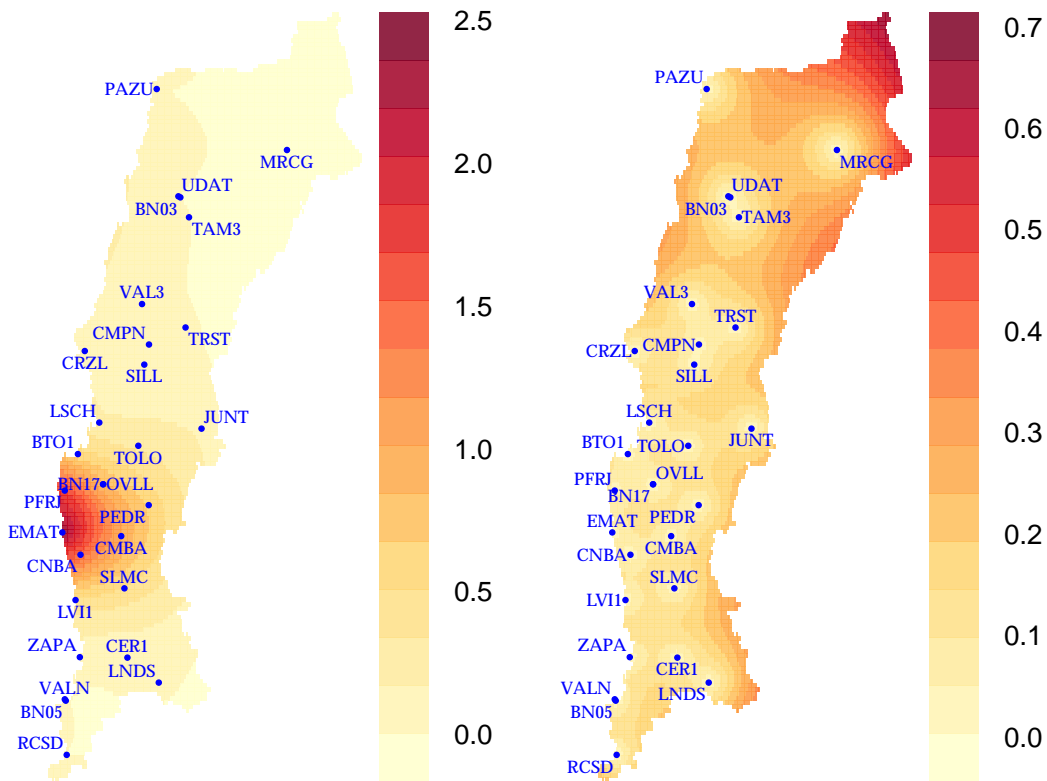 2.5
PAZU
MRCG
2.0
UDAT
BN03
TAM3
1.5
VAL3
CMPN
TRST
CRZL
SILL
LSCH
JUNT
BTO1
TOLO
1.0
BN17
OVLL
PFRJ
PEDR
EMAT
CMBA
CNBA
SLMC
0.5
LVI1
ZAPA
CER1
LNDS
VALN
BN05
0.0
RCSD
0.7
PAZU
0.6
MRCG
UDAT
BN03
TAM3
0.5
VAL3
TRST
0.4
CMPN
CRZL
SILL
LSCH
JUNT
0.3
BTO1
TOLO
OVLL
PFRJ
BN17
PEDR
EMAT
0.2
CMBA
CNBA
SLMC
LVI1
0.1
ZAPA
CER1
LNDS
VALN
BN05
0.0
RCSD